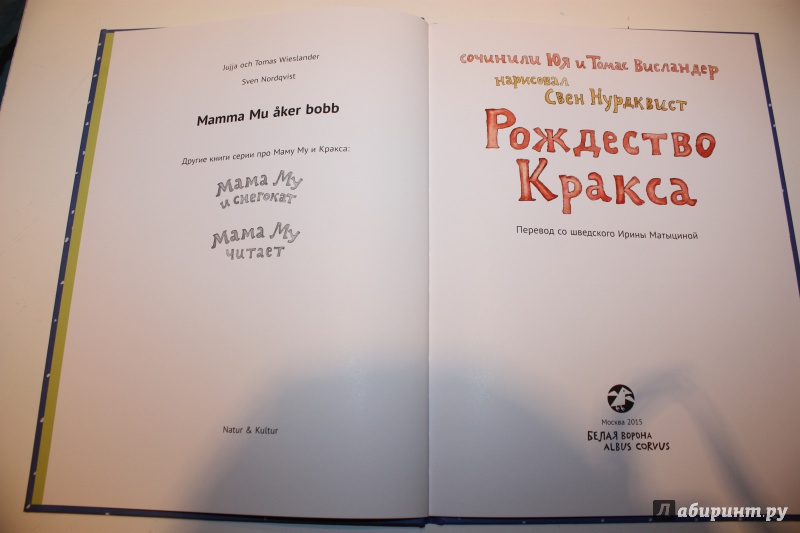 Jujja och Tomas Wieslander
Sven Nordqvist
Mamma Mu åker bobb
Другие книги серии про Маму Му и Кракса:
Мама Му
и снегокат
Мама Му
читает
Natur & Kultur
сочинили Юя и Томас Висландер
нарисовал
Свен Нурдквист
Рождество
Кракса
Перевод со шведского Ирины Матыциной
Москва 2015
БЕЛАЯ ВОРОНА
ALBUS CORVUS
Лабиринт.ру